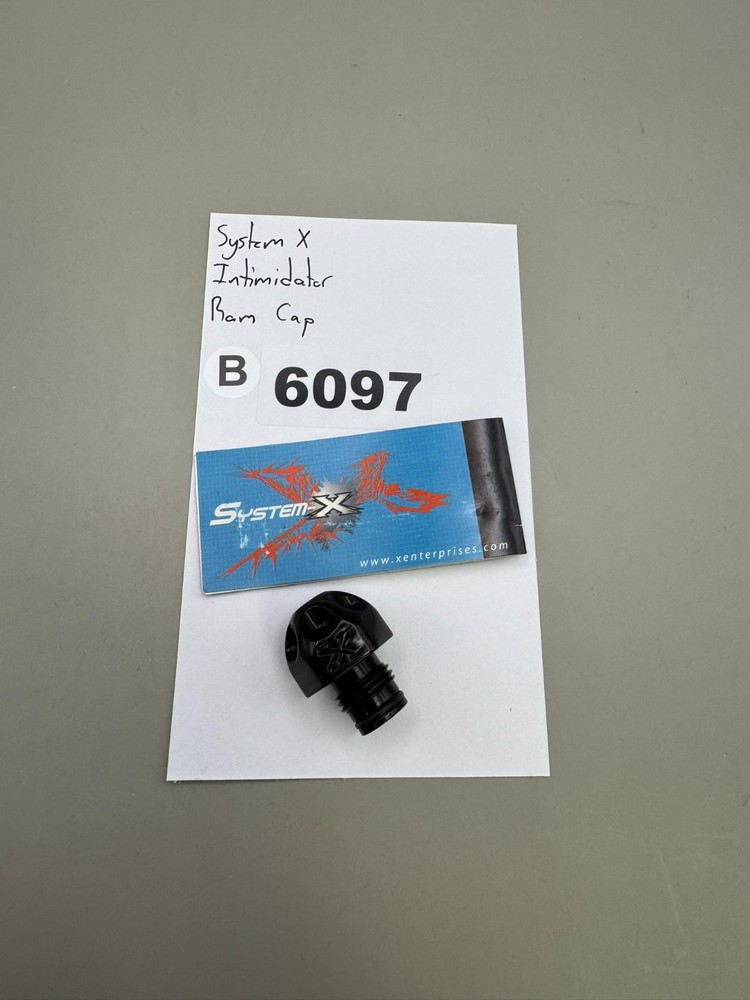 System X
Intimidator
Ram Cap
B 6097
SYSTEM-X
www.xenterprises.com
X